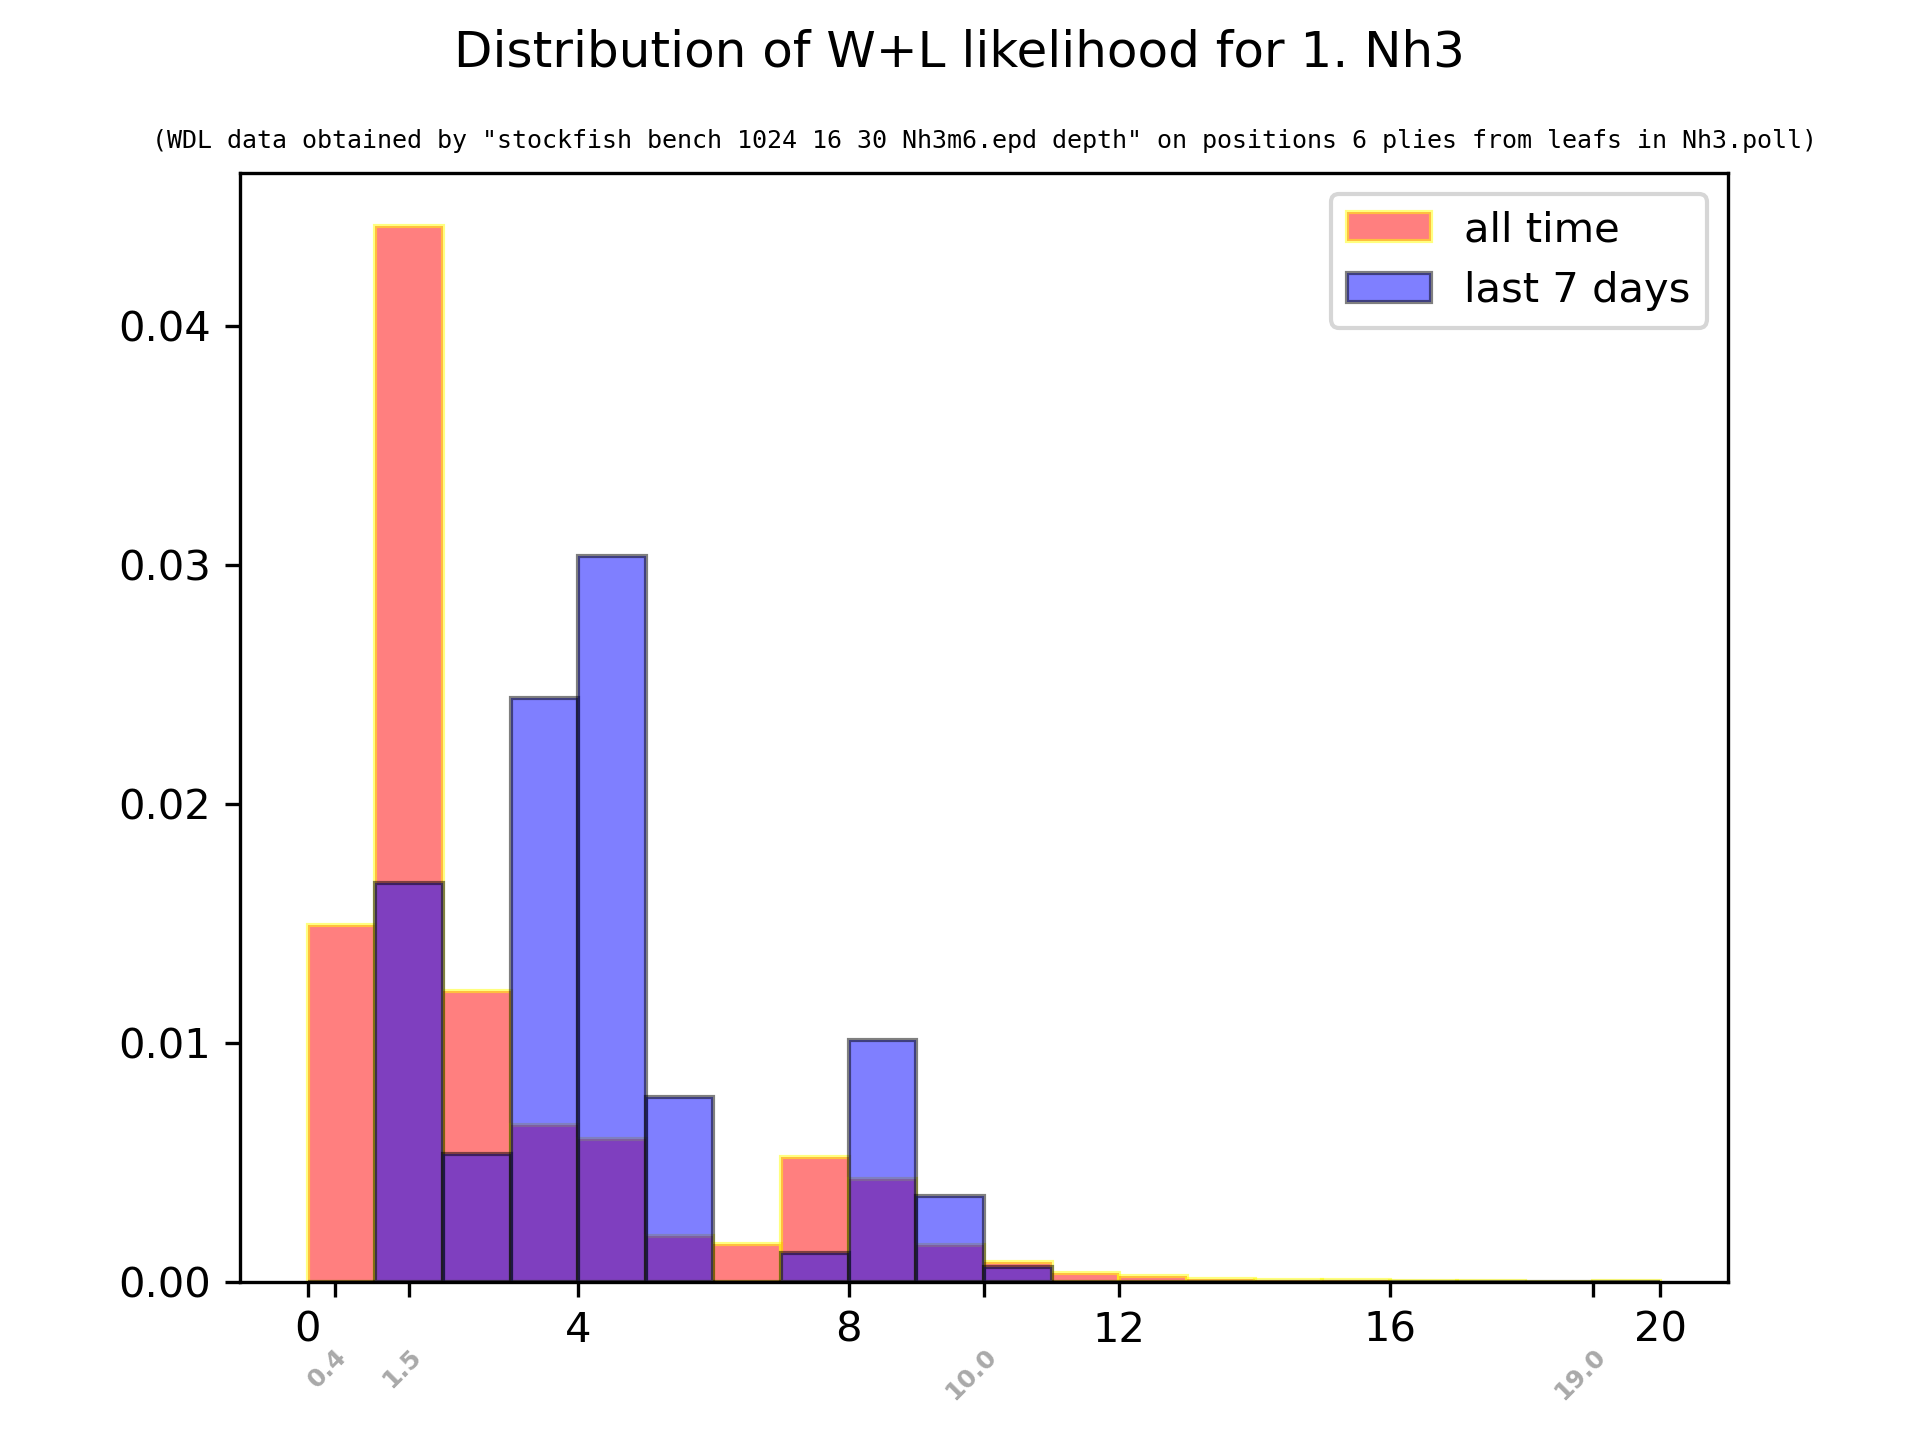 Distribution of W+L likelihood for 1. Nh3
(WDL data obtained by "stockfish bench 1024 16 30 Nh3m6.epd depth" on positions 6 plies from leafs in Nh3.poll)
all time
last 7 days
0.04
0.03
0.02
0.01
0.00
0 4 8 12 16 20
0.4 1.5 10.0 19.0